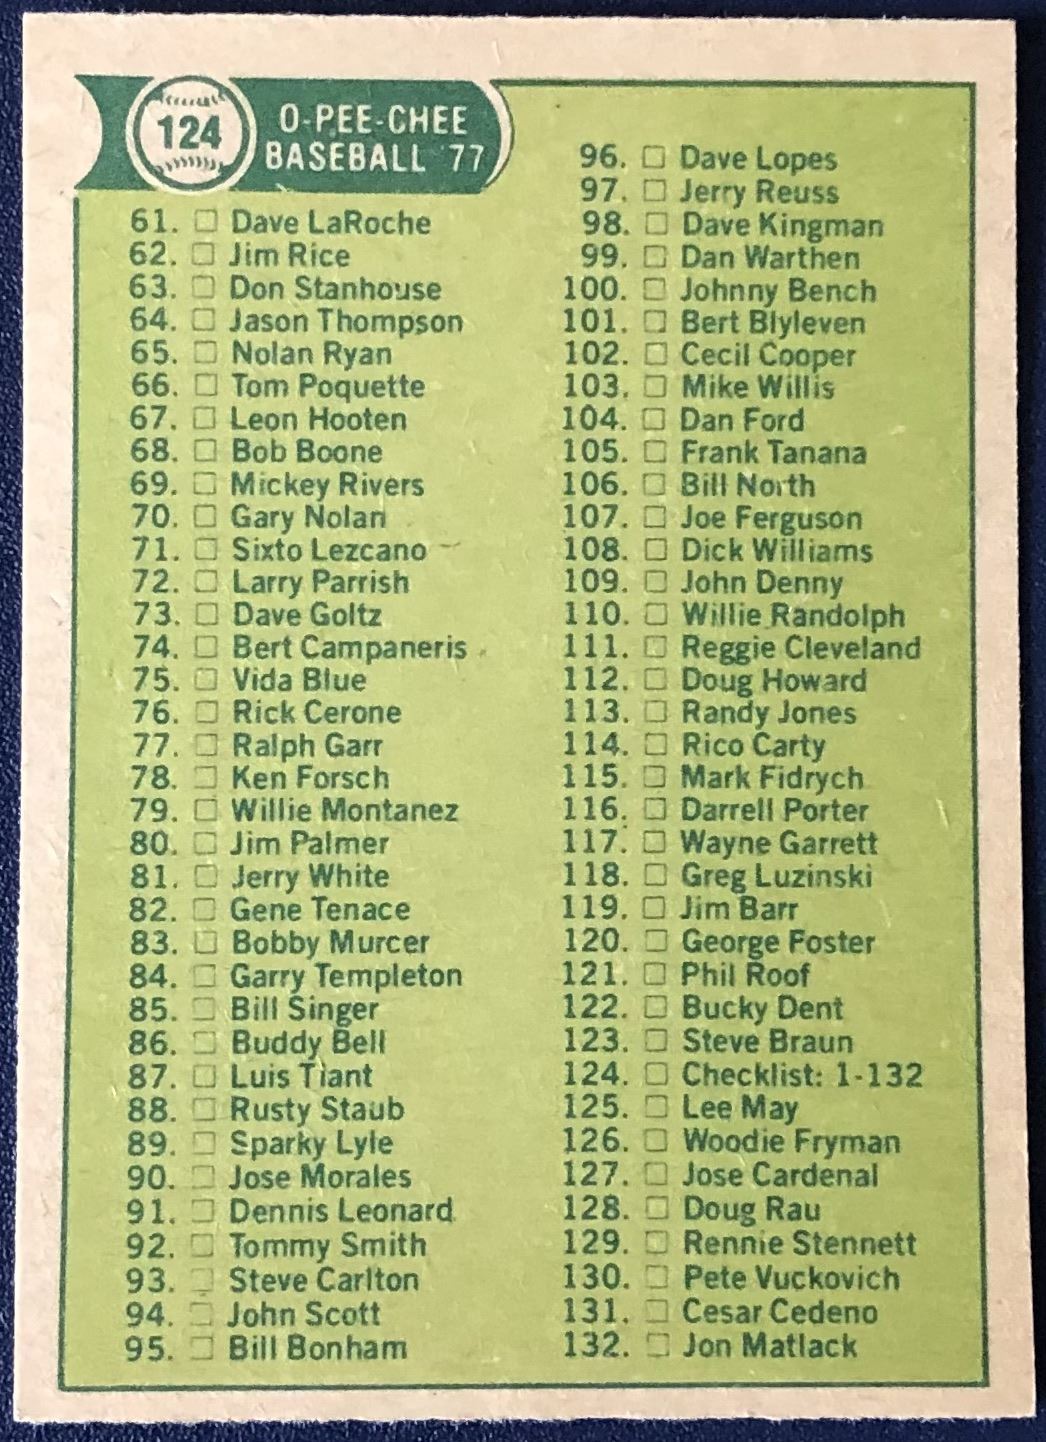 124
O-PEE-CHEE
BASEBALL '77
61. Dave LaRoche
62. Jim Rice
63. Don Stanhouse
64. Jason Thompson
65. Nolan Ryan
66. Tom Poquette
67. Leon Hooten
68. Bob Boone
69. Mickey Rivers
70. Gary Nolan
71. Sixto Lezcano
72. Larry Parrish
73. Dave Goltz
74. Bert Campaneris
75. Vida Blue
76. Rick Cerone
77. Ralph Garr
78. Ken Forsch
79. Willie Montanez
80. Jim Palmer
81. Jerry White
82. Gene Tenace
83. Bobby Murcer
84. Garry Templeton
85. Bill Singer
86. Buddy Bell
87. Luis Tiant
88. Rusty Staub
89. Sparky Lyle
90. Jose Morales
91. Dennis Leonard
92. Tommy Smith
93. Steve Carlton
94. John Scott
95. Bill Bonham
96. Dave Lopes
97. Jerry Reuss
98. Dave Kingman
99. Dan Warthen
100. Johnny Bench
101. Bert Blyleven
102. Cecil Cooper
103. Mike Willis
104. Dan Ford
105. Frank Tanana
106. Bill North
107. Joe Ferguson
108. Dick Williams
109. John Denny
110. Willie Randolph
111. Reggie Cleveland
112. Doug Howard
113. Randy Jones
114. Rico Carty
115. Mark Fidrych
116. Darrell Porter
117. Wayne Garrett
118. Greg Luzinski
119. Jim Barr
120. George Foster
121. Phil Roof
122. Bucky Dent
123. Steve Braun
124. Checklist: 1-132
125. Lee May
126. Woodie Fryman
127. Jose Cardenal
128. Doug Rau
129. Rennie Stennett
130. Pete Vuckovich
131. Cesar Cedeno
132. Jon Matlack